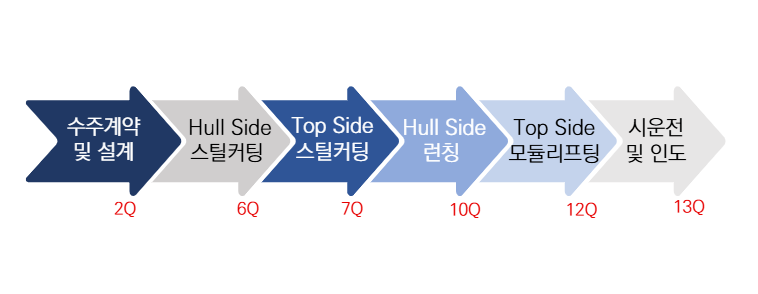 수주계약
및 설계
Hull Side
스틸커팅
Top Side
스틸커팅
Hull Side
런칭
Top Side
모듈리프팅
시운전
및 인도
2Q
6Q
7Q
10Q
12Q
13Q